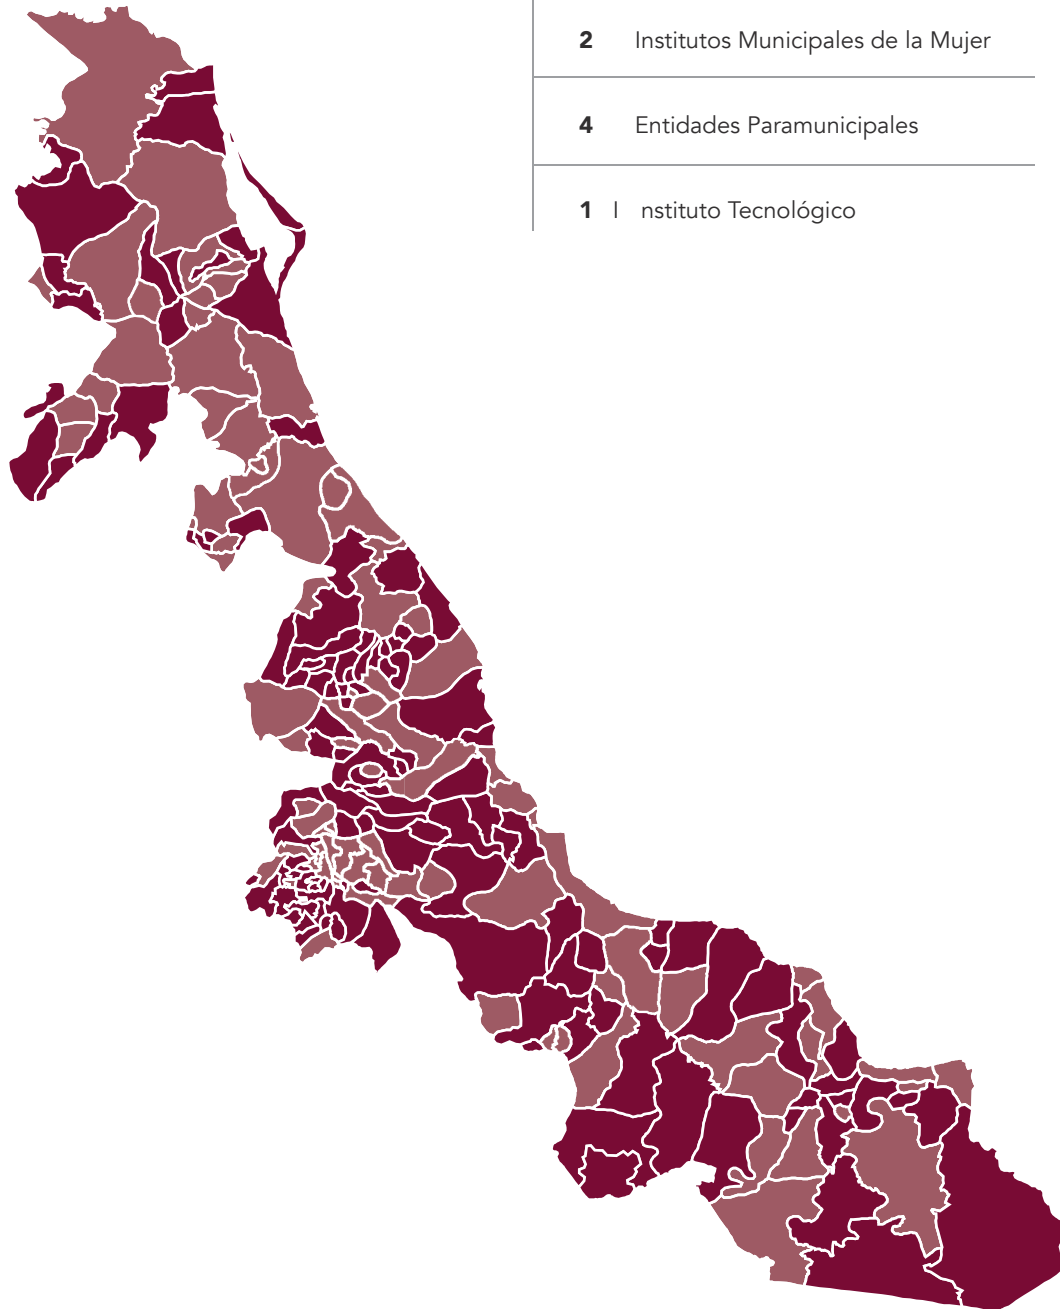 2 Institutos Municipales de la Mujer
4 Entidades Paramunicipales
1 I nstituto Tecnológico